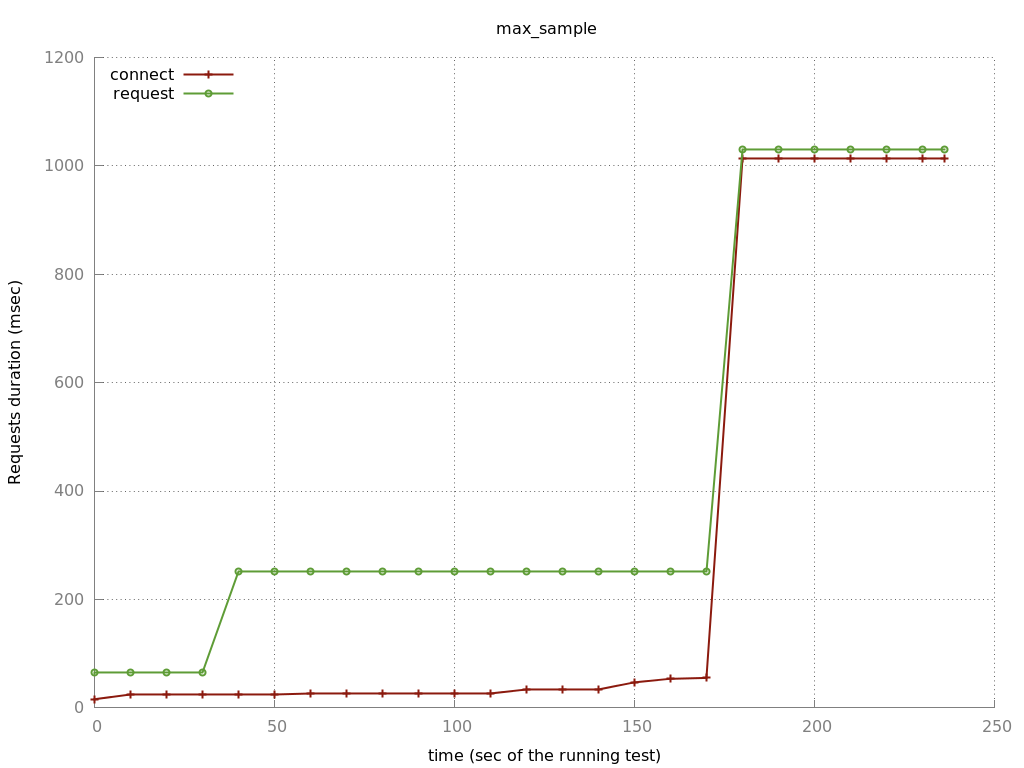 max_sample
connect
request
1200
1000
800
600
400
200
0
0 50 100 150 200 250
Requests duration (msec)
time (sec of the running test)